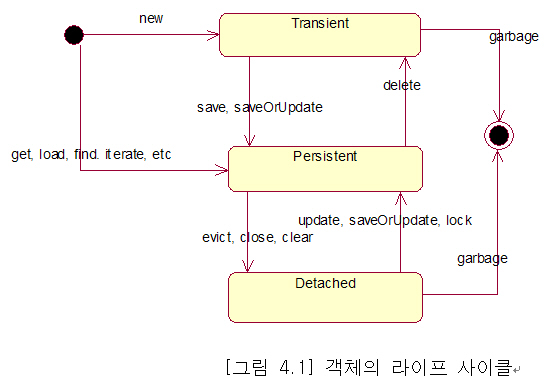 new
Transient
garbage
delete
save, saveOrUpdate
get, load, find. iterate, etc
Persistent
update, saveOrUpdate, lock
evict, close, clear
garbage
Detached
[그림 4.1] 객체의 라이프 사이클